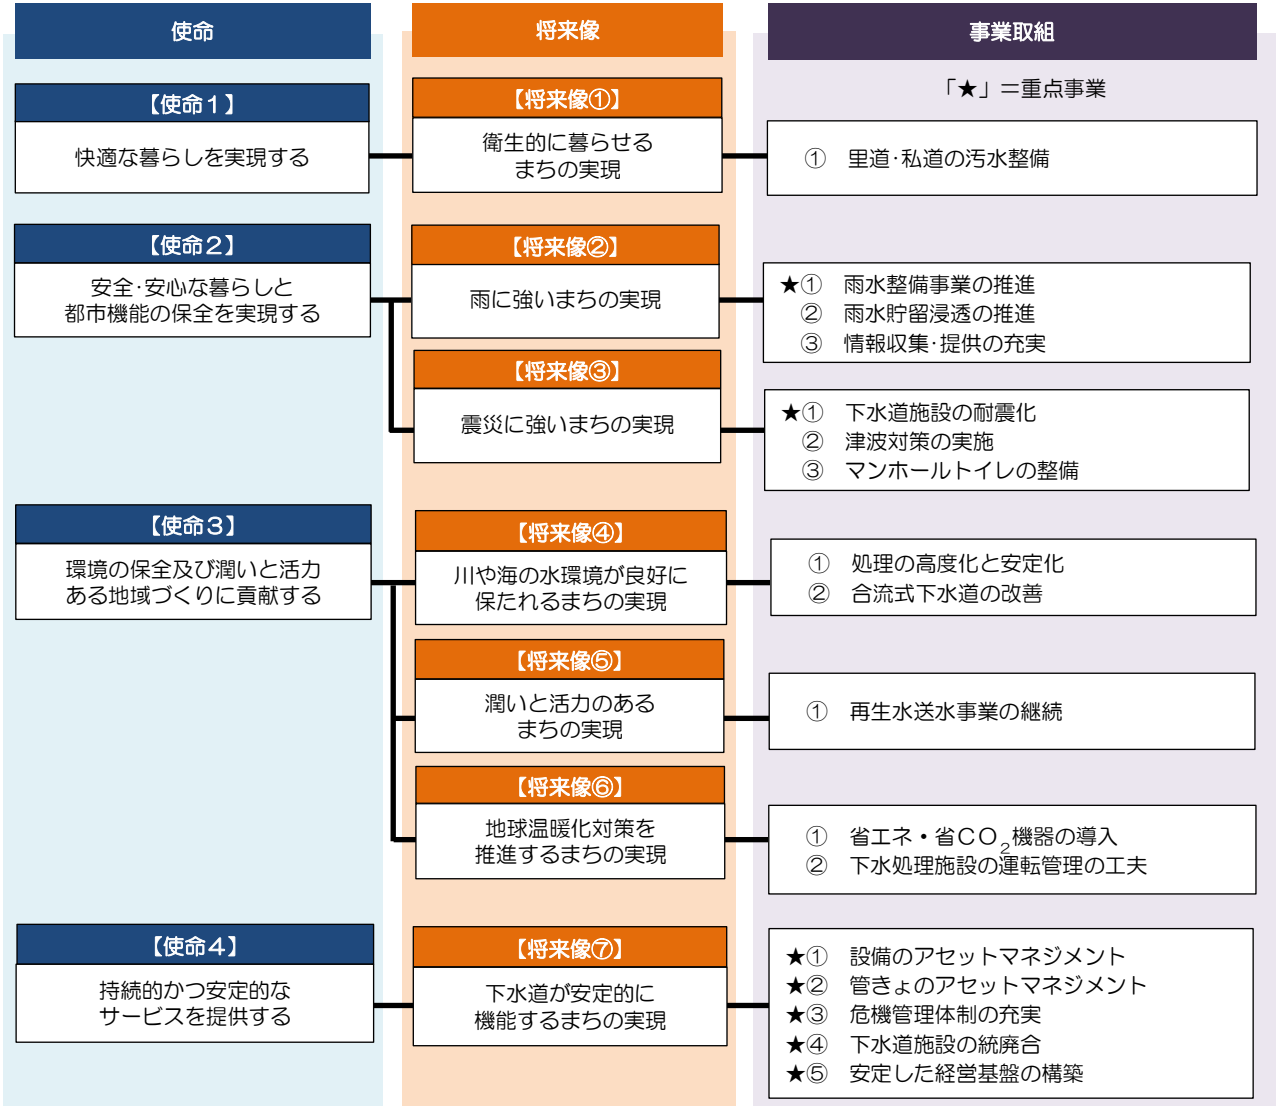 使命
将来像
事業取組
「★」＝重点事業
【使命１】
快適な暮らしを実現する
【将来像①】
衛生的に暮らせる
まちの実現
① 里道・私道の汚水整備
【使命２】
安全・安心な暮らしと
都市機能の保全を実現する
【将来像②】
雨に強いまちの実現
★① 雨水整備事業の推進
② 雨水貯留浸透の推進
③ 情報収集・提供の充実
【将来像③】
震災に強いまちの実現
★① 下水道施設の耐震化
② 津波対策の実施
③ マンホールトイレの整備
【使命３】
環境の保全及び潤いと活力
ある地域づくりに貢献する
【将来像④】
川や海の水環境が良好に
保たれるまちの実現
① 処理の高度化と安定化
② 合流式下水道の改善
【将来像⑤】
潤いと活力のある
まちの実現
① 再生水送水事業の継続
【将来像⑥】
地球温暖化対策を
推進するまちの実現
① 省エネ・省ＣＯ₂機器の導入
② 下水処理施設の運転管理の工夫
【使命４】
持続的かつ安定的な
サービスを提供する
【将来像⑦】
下水道が安定的に
機能するまちの実現
★① 設備のアセットマネジメント
★② 管きょのアセットマネジメント
★③ 危機管理体制の充実
★④ 下水道施設の統廃合
★⑤ 安定した経営基盤の構築